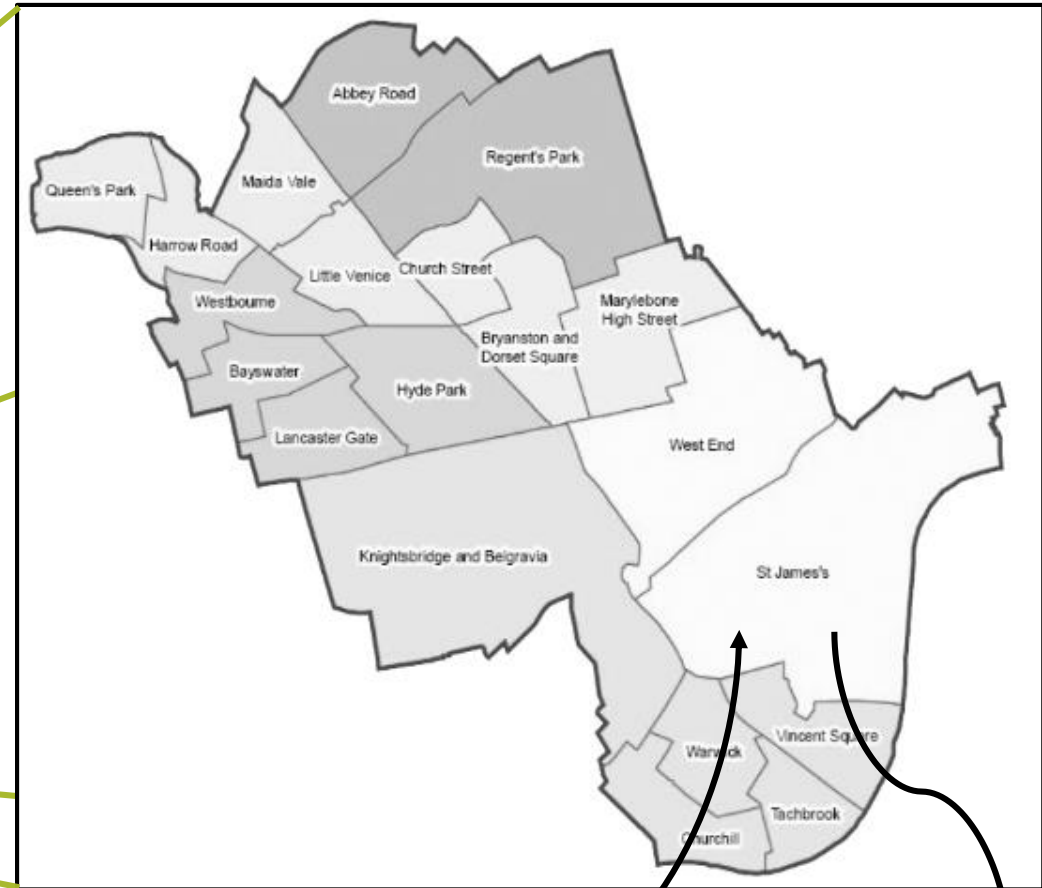 Abbey Road
Regent's Park
Maida Vale
Queen's Park
Harrow Road
Little Venice
Church Street
Westbourne
Marylebone
High Street
Bryanston and
Dorset Square
Bayswater
Hyde Park
Lancaster Gate
West End
Knightsbridge and Belgravia
St James's
Vincent Square
Warwick
Tachbrook
Churchill